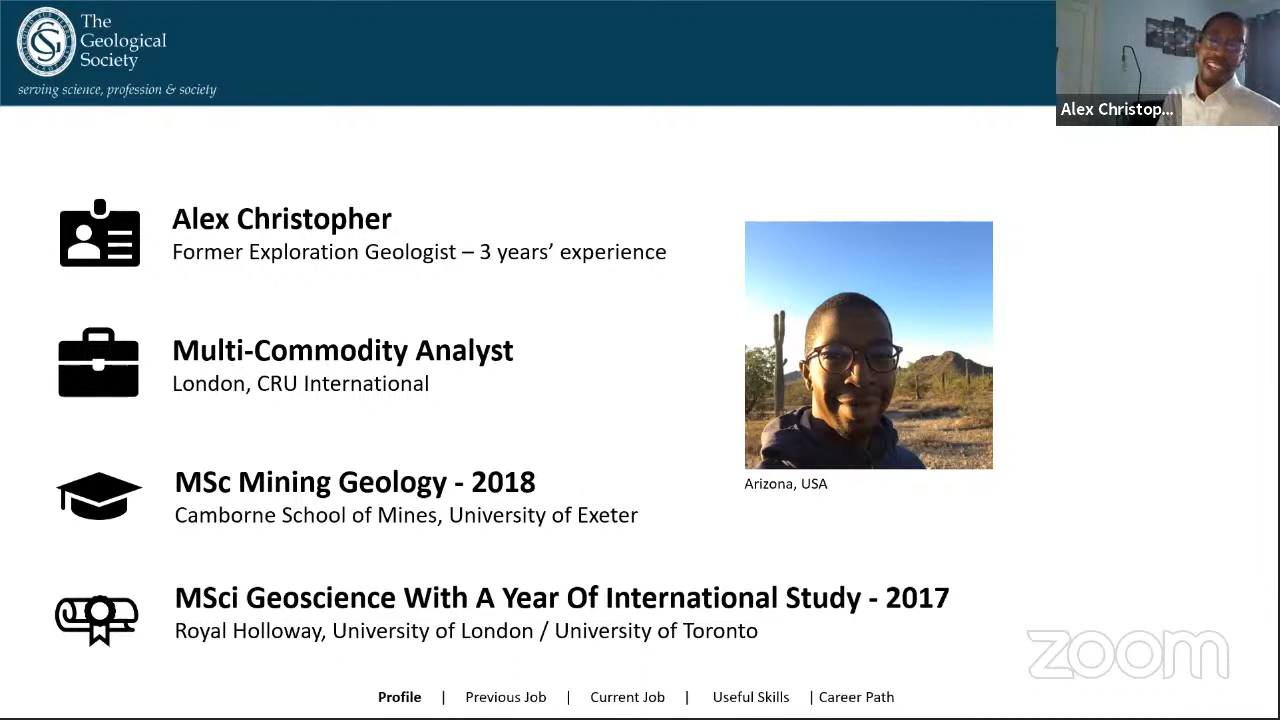 The
Geological
Society
serving science, profession & society
Alex Christop...
Alex Christopher
Former Exploration Geologist – 3 years’ experience
Multi-Commodity Analyst
London, CRU International
Arizona, USA
MSc Mining Geology - 2018
Camborne School of Mines, University of Exeter
MSci Geoscience With A Year Of International Study - 2017
Royal Holloway, University of London / University of Toronto
zoom
Profile | Previous Job | Current Job | Useful Skills | Career Path